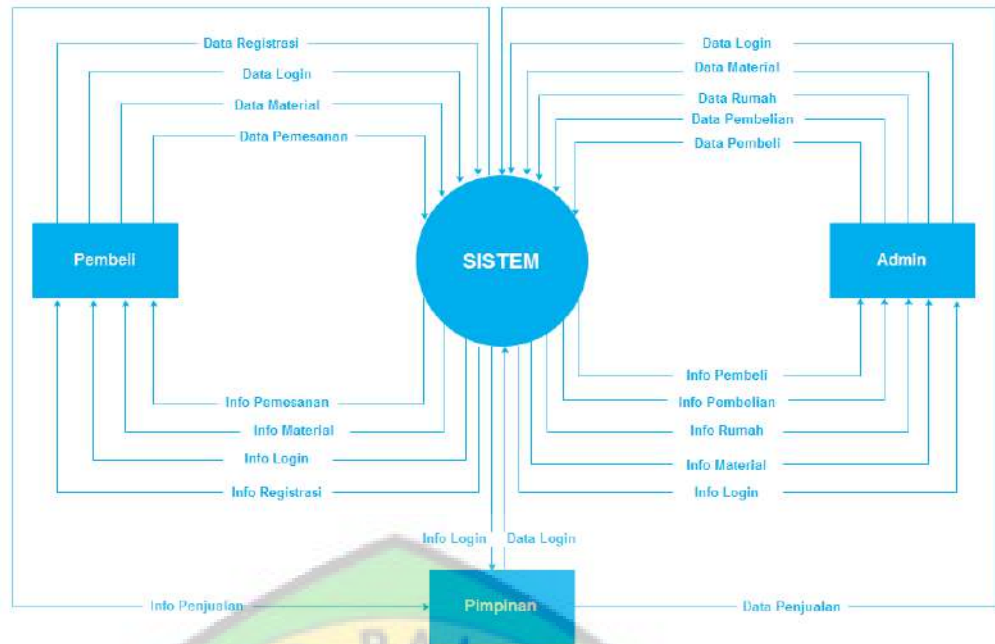 Data Registrasi
Data Login
Data Material
Data Pemesanan
Data Login
Data Material
Data Rumah
Data Pembelian
Data Pembeli
Pembeli
SISTEM
Admin
Info Pemesanan
Info Material
Info Login
Info Registrasi
Info Pembeli
Info Pembelian
Info Rumah
Info Material
Info Login
Info Login
Data Login
Info Penjualan
Pimpinan
Data Penjualan